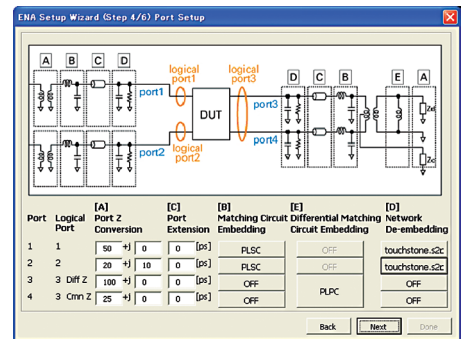 ENA Setup Wizard (Step 4/6) Port Setup
A B C D
logical port1
logical port3
D C B E A
port1
DUT
port3
port2
logical port2
port4
Zd
Zc
[A] [C] [B] [E] [D]
Port Logical Port Port Z Conversion Port Extension Matching Circuit Embedding Differential Matching Circuit Embedding Network De-embedding
1 1 50 +j 0 0 [ps] PLSC OFF touchstone.s2p
2 2 20 +j 10 0 [ps] PLSC OFF touchstone.s2p
3 3 Diff Z 100 +j 0 0 [ps] OFF PLPC OFF
4 3 Cmn Z 25 +j 0 0 [ps] OFF OFF
Back Next Done